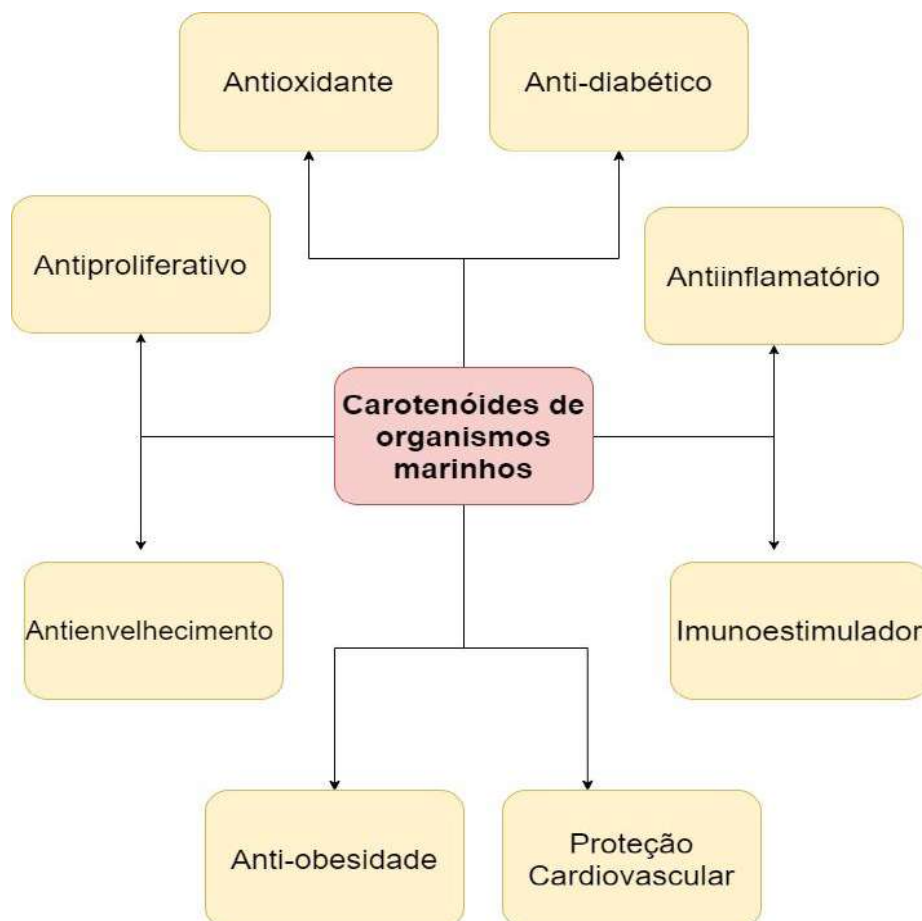 Antioxidante
Anti-diabético
Antiproliferativo
Antiinflamatório
Carotenóides de
organismos
marinhos
Antienvelhecimento
Imunoestimulador
Anti-obesidade
Proteção
Cardiovascular